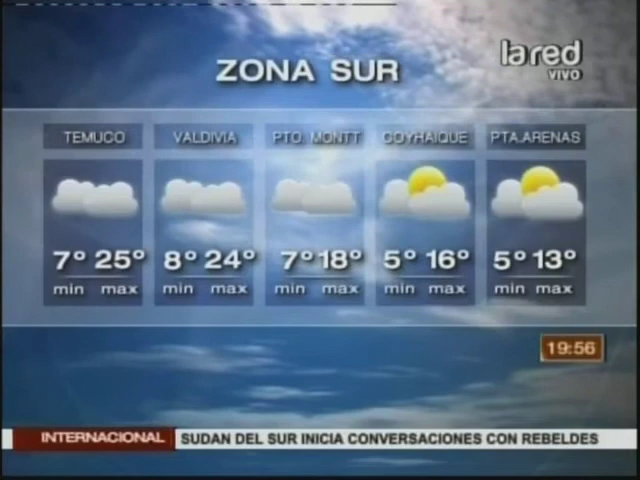 la red
VIVO
ZONA SUR
TEMUCO VALDIVIA PTO. MONTT COYHAIQUE PTA.ARENAS
7° 25° 8° 24° 7° 18° 5° 16° 5° 13°
min max min max min max min max min max
19:56
INTERNACIONAL SUDAN DEL SUR INICIA CONVERSACIONES CON REBELDES